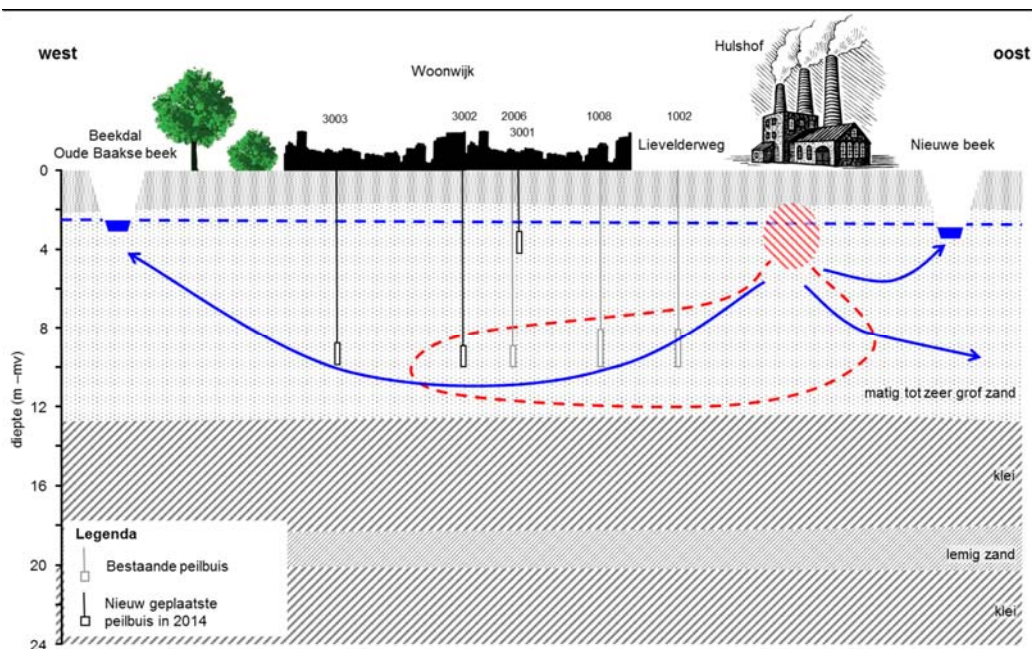 west
Hulshof
oost
Woonwijk
3003
3002
2006
3001
1008
1002
Beekdal
Oude Baakse beek
Lievelderweg
Nieuwe beek
0
4
8
12
16
20
24
diepte (m –mv)
matig tot zeer grof zand
klei
lemig zand
klei
Legenda
Bestaande peilbuis
Nieuw geplaatste
peilbuis in 2014